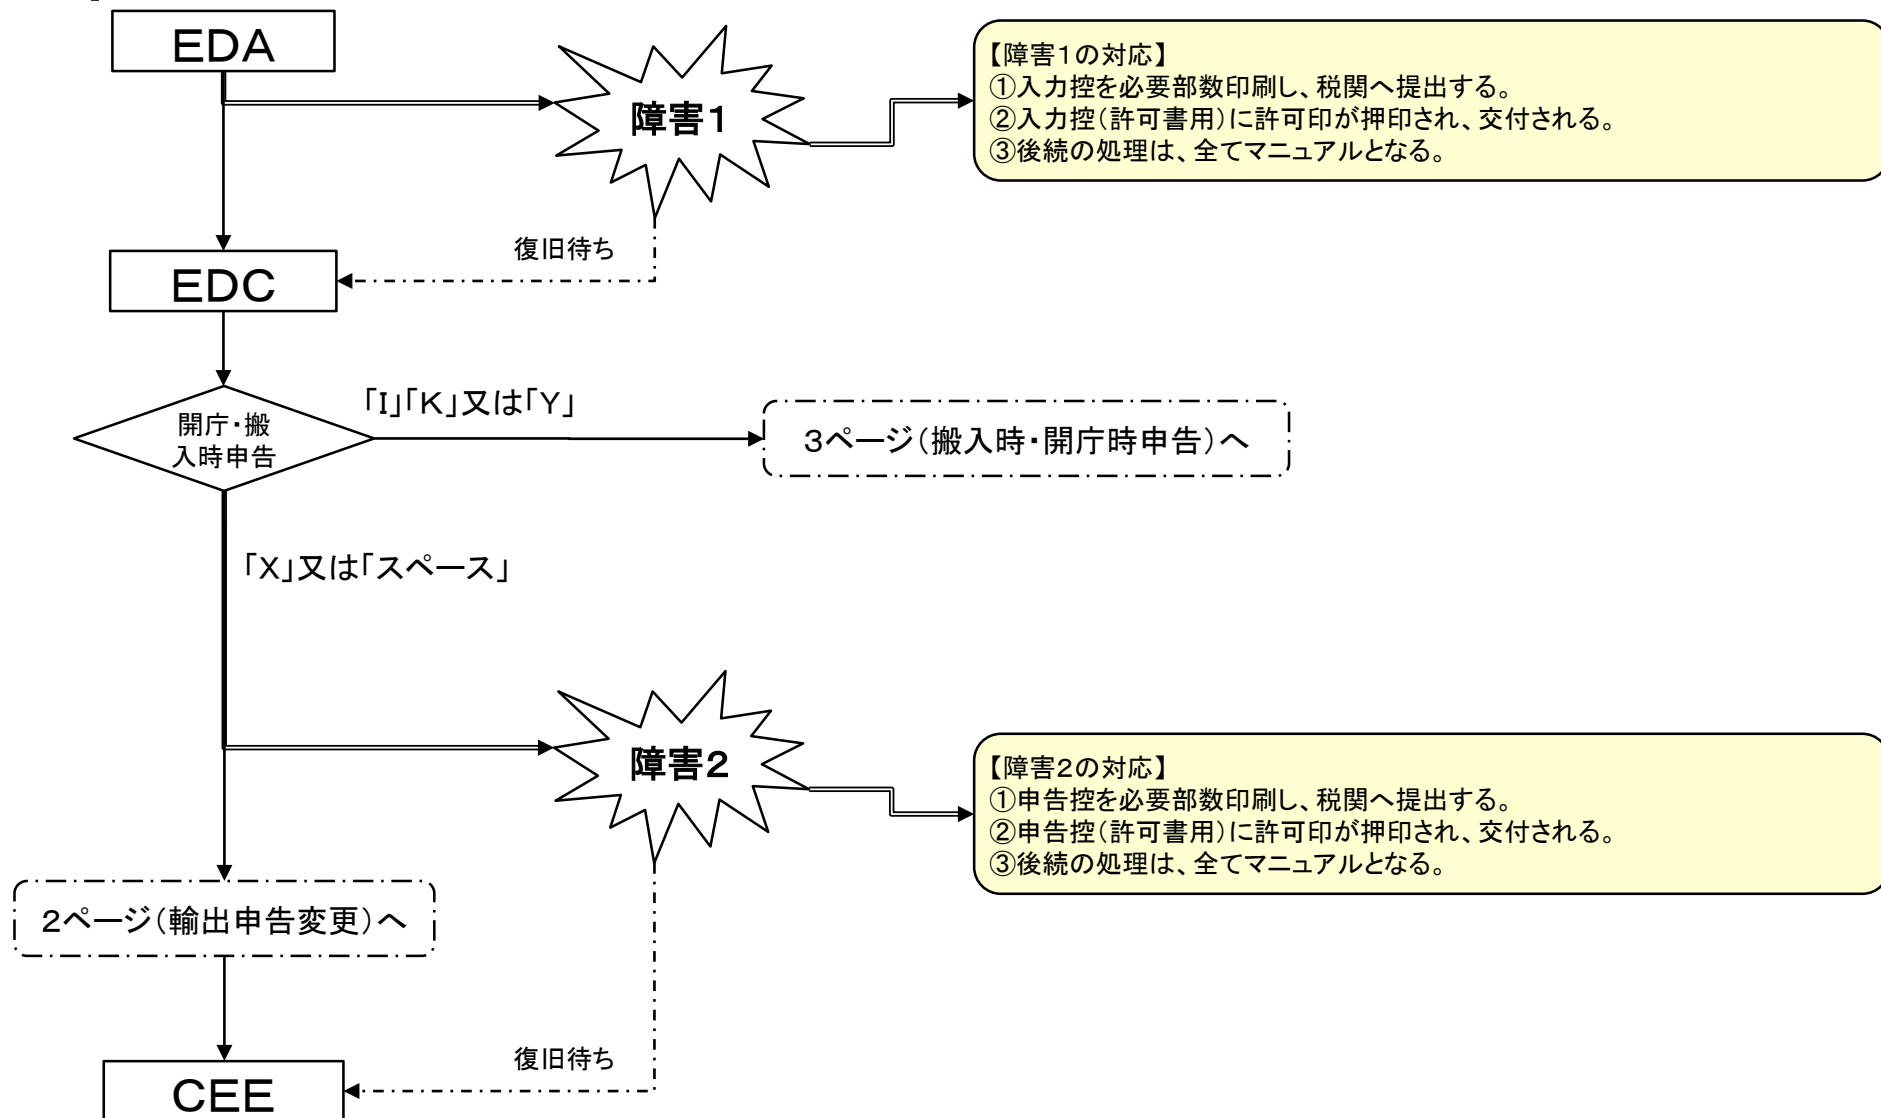 EDA
障害1
【障害1の対応】
①入力控を必要部数印刷し、税関へ提出する。
②入力控(許可書用)に許可印が押印され、交付される。
③後続の処理は、全てマニュアルとなる。
復旧待ち
EDC
開庁・搬
入時申告
「I」「K」又は「Y」
3ページ(搬入時・開庁時申告)へ
「X」又は「スペース」
障害2
【障害2の対応】
①申告控を必要部数印刷し、税関へ提出する。
②申告控(許可書用)に許可印が押印され、交付される。
③後続の処理は、全てマニュアルとなる。
2ページ(輸出申告変更)へ
復旧待ち
CEE